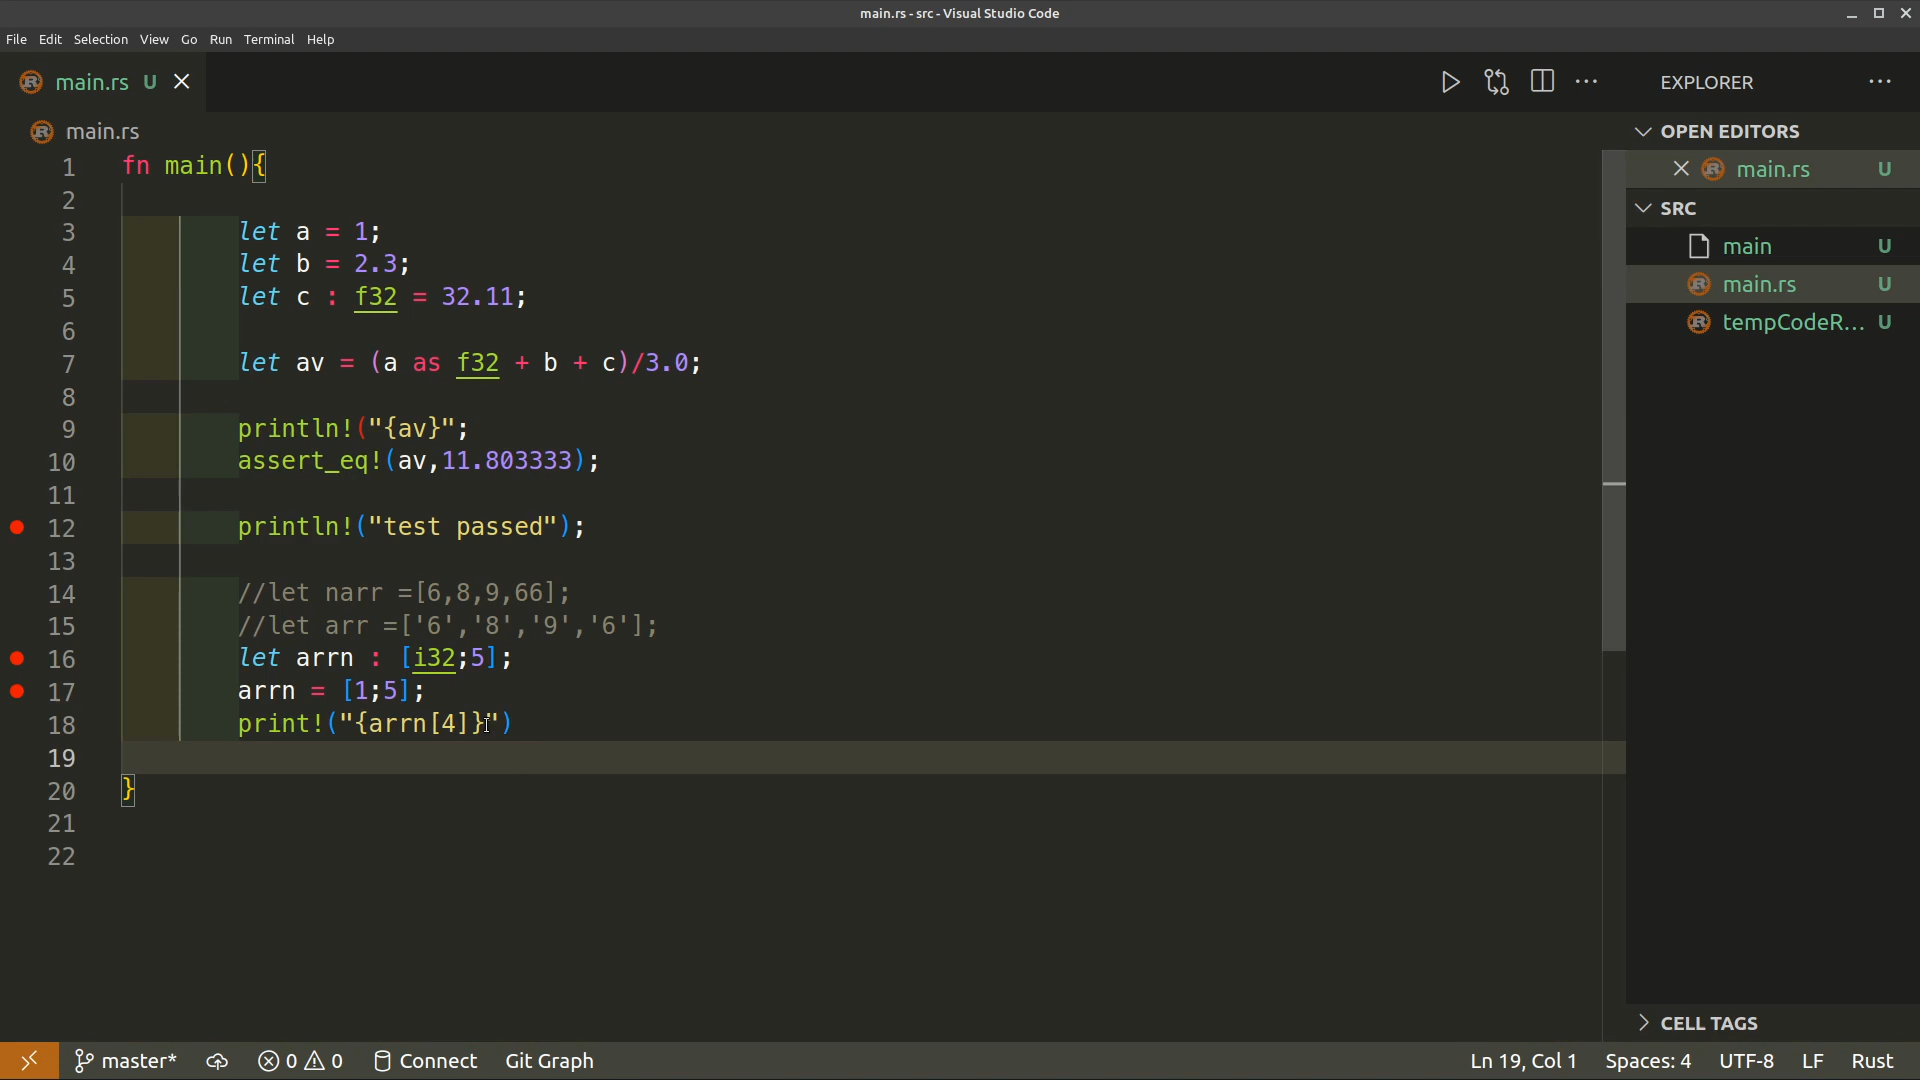 main.rs - src - Visual Studio Code
File Edit Selection View Go Run Terminal Help
main.rs U
EXPLORER
main.rs
OPEN EDITORS
main.rs U
SRC
main U
main.rs U
tempCodeR... U
1 fn main(){
2
3 let a = 1;
4 let b = 2.3;
5 let c : f32 = 32.11;
6
7 let av = (a as f32 + b + c)/3.0;
8
9 println!("{av}";
10 assert_eq!(av,11.803333);
11
12 println!("test passed");
13
14 //let narr =[6,8,9,66];
15 //let arr =['6','8','9','6'];
16 let arrn : [i32;5];
17 arrn = [1;5];
18 print!("{arrn[4]}")
19
20 }
21
22
CELL TAGS
master* 0 0 Connect Git Graph Ln 19, Col 1 Spaces: 4 UTF-8 LF Rust